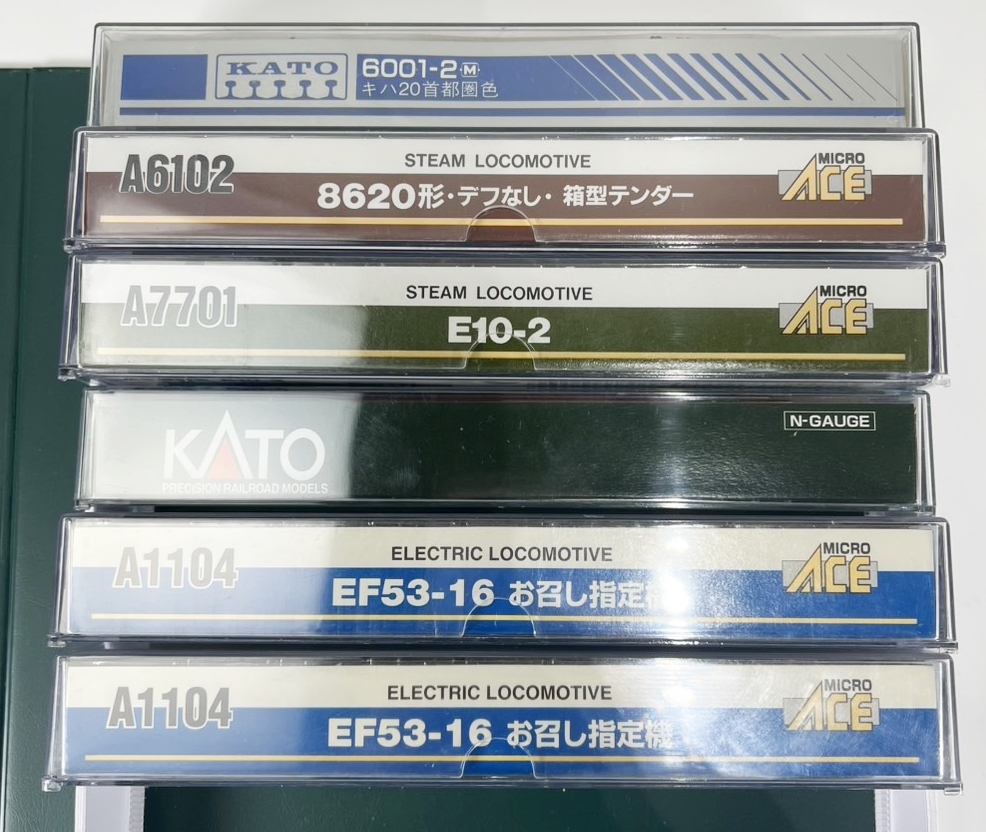 KATO
6001-2 M
キハ20首都圏色
A6102
STEAM LOCOMOTIVE
8620形・デフなし・箱型テンダー
MICRO
ACE
A7701
STEAM LOCOMOTIVE
E10-2
MICRO
ACE
KATO
PRECISION RAILROAD MODELS
N-GAUGE
A1104
ELECTRIC LOCOMOTIVE
EF53-16 お召し指定機
MICRO
ACE
A1104
ELECTRIC LOCOMOTIVE
EF53-16 お召し指定機
MICRO
ACE